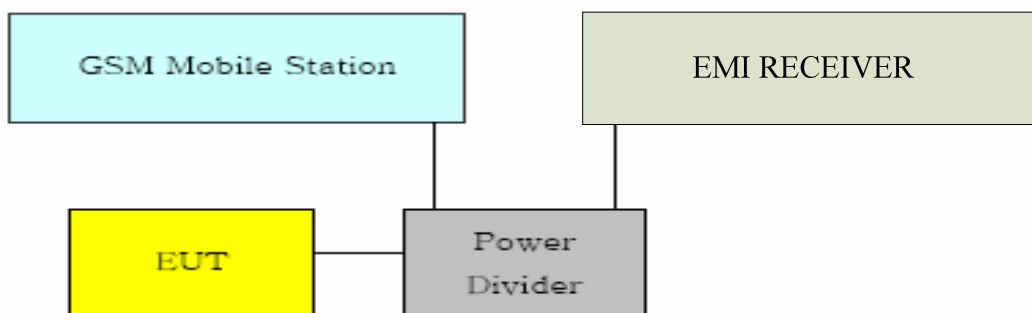 GSM Mobile Station
EMI RECEIVER
EUT
Power
Divider